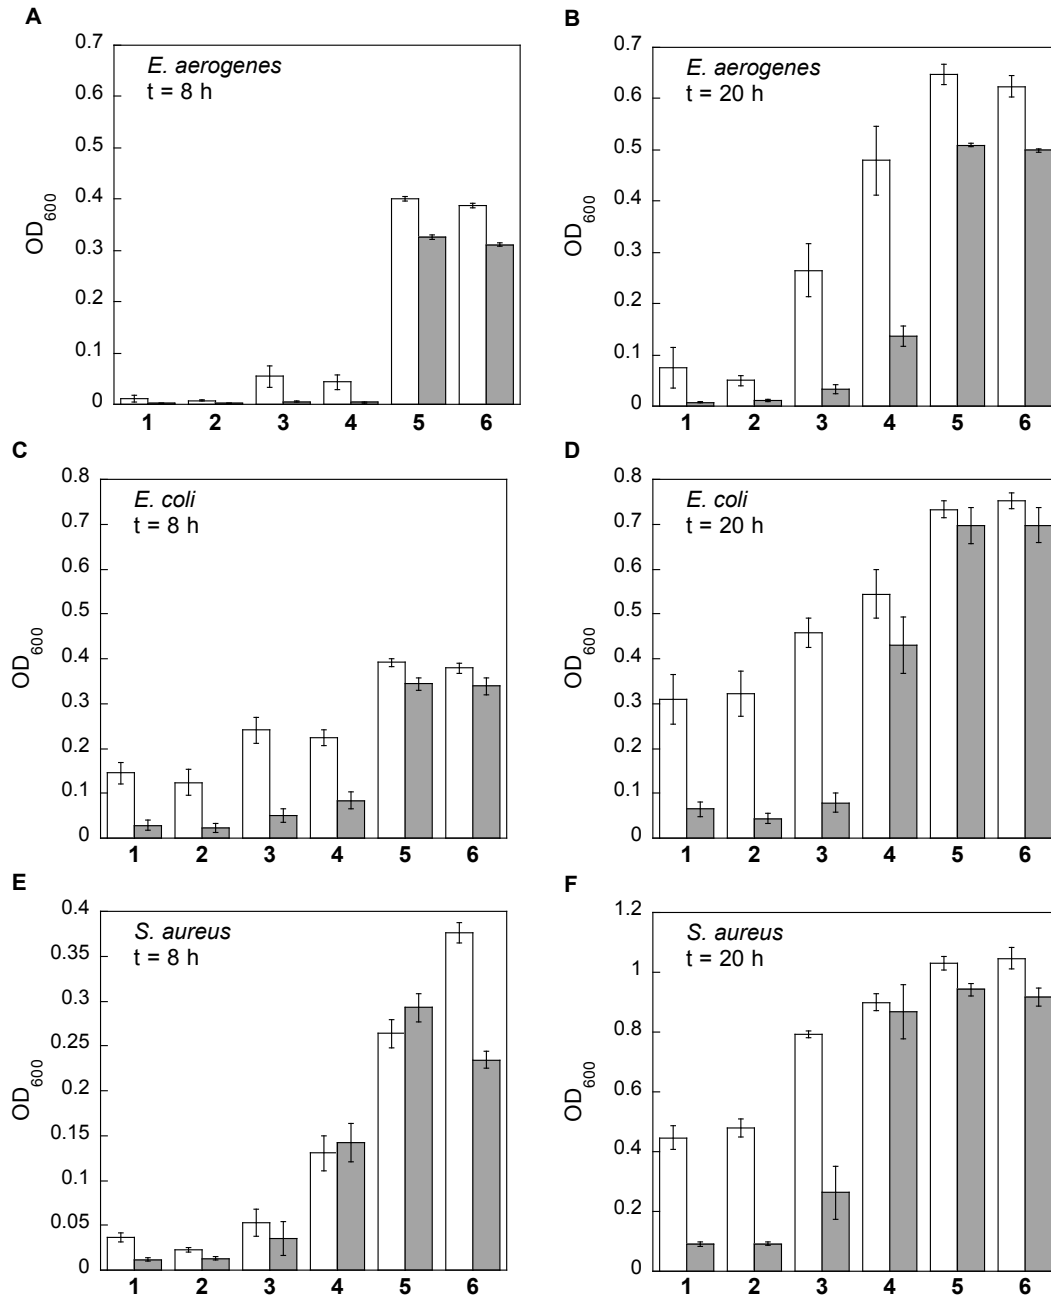 A
E. aerogenes
t = 8 h
0.7
0.6
0.5
0.4
0.3
0.2
0.1
0
OD600
1 2 3 4 5 6
B
E. aerogenes
t = 20 h
0.7
0.6
0.5
0.4
0.3
0.2
0.1
0
OD600
1 2 3 4 5 6
C
E. coli
t = 8 h
0.8
0.7
0.6
0.5
0.4
0.3
0.2
0.1
0
OD600
1 2 3 4 5 6
D
E. coli
t = 20 h
0.8
0.7
0.6
0.5
0.4
0.3
0.2
0.1
0
OD600
1 2 3 4 5 6
E
S. aureus
t = 8 h
0.4
0.35
0.3
0.25
0.2
0.15
0.1
0.05
0
OD600
1 2 3 4 5 6
F
S. aureus
t = 20 h
1.2
1
0.8
0.6
0.4
0.2
0
OD600
1 2 3 4 5 6